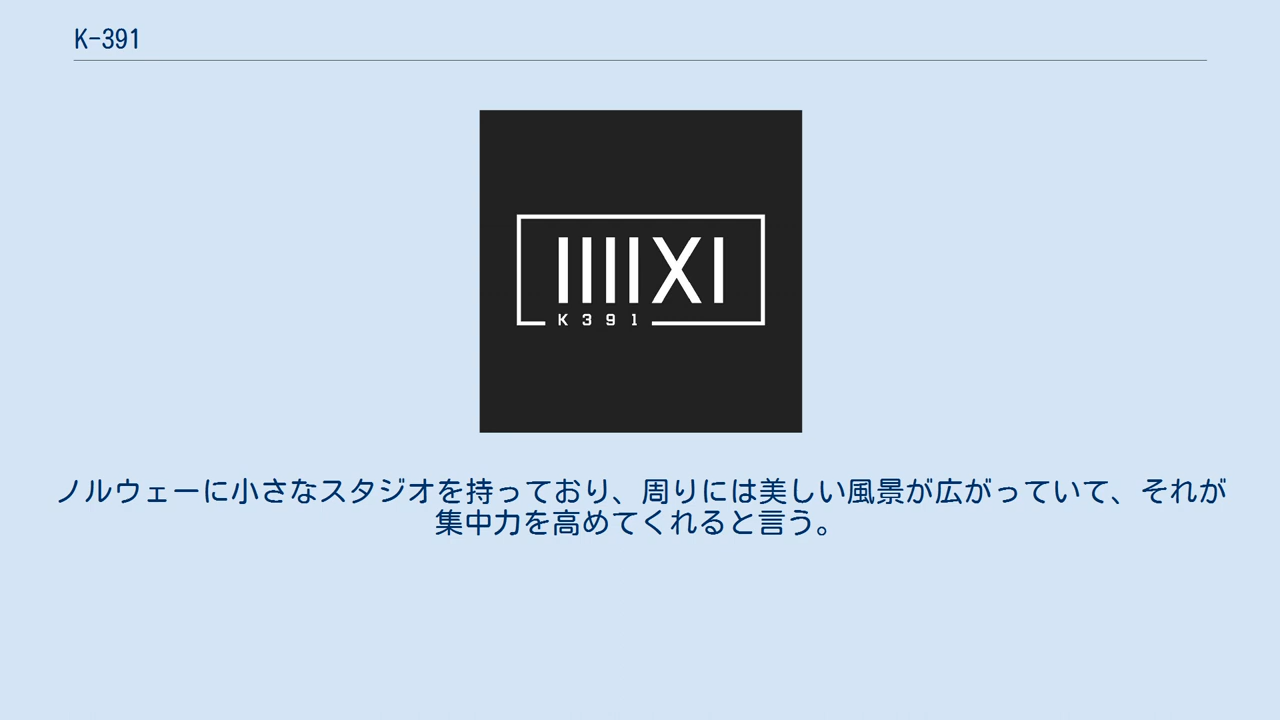 K-391
IIIIXI
K391
ノルウェーに小さなスタジオを持っており、周りには美しい風景が広がっていて、それが
集中力を高めてくれると言う。